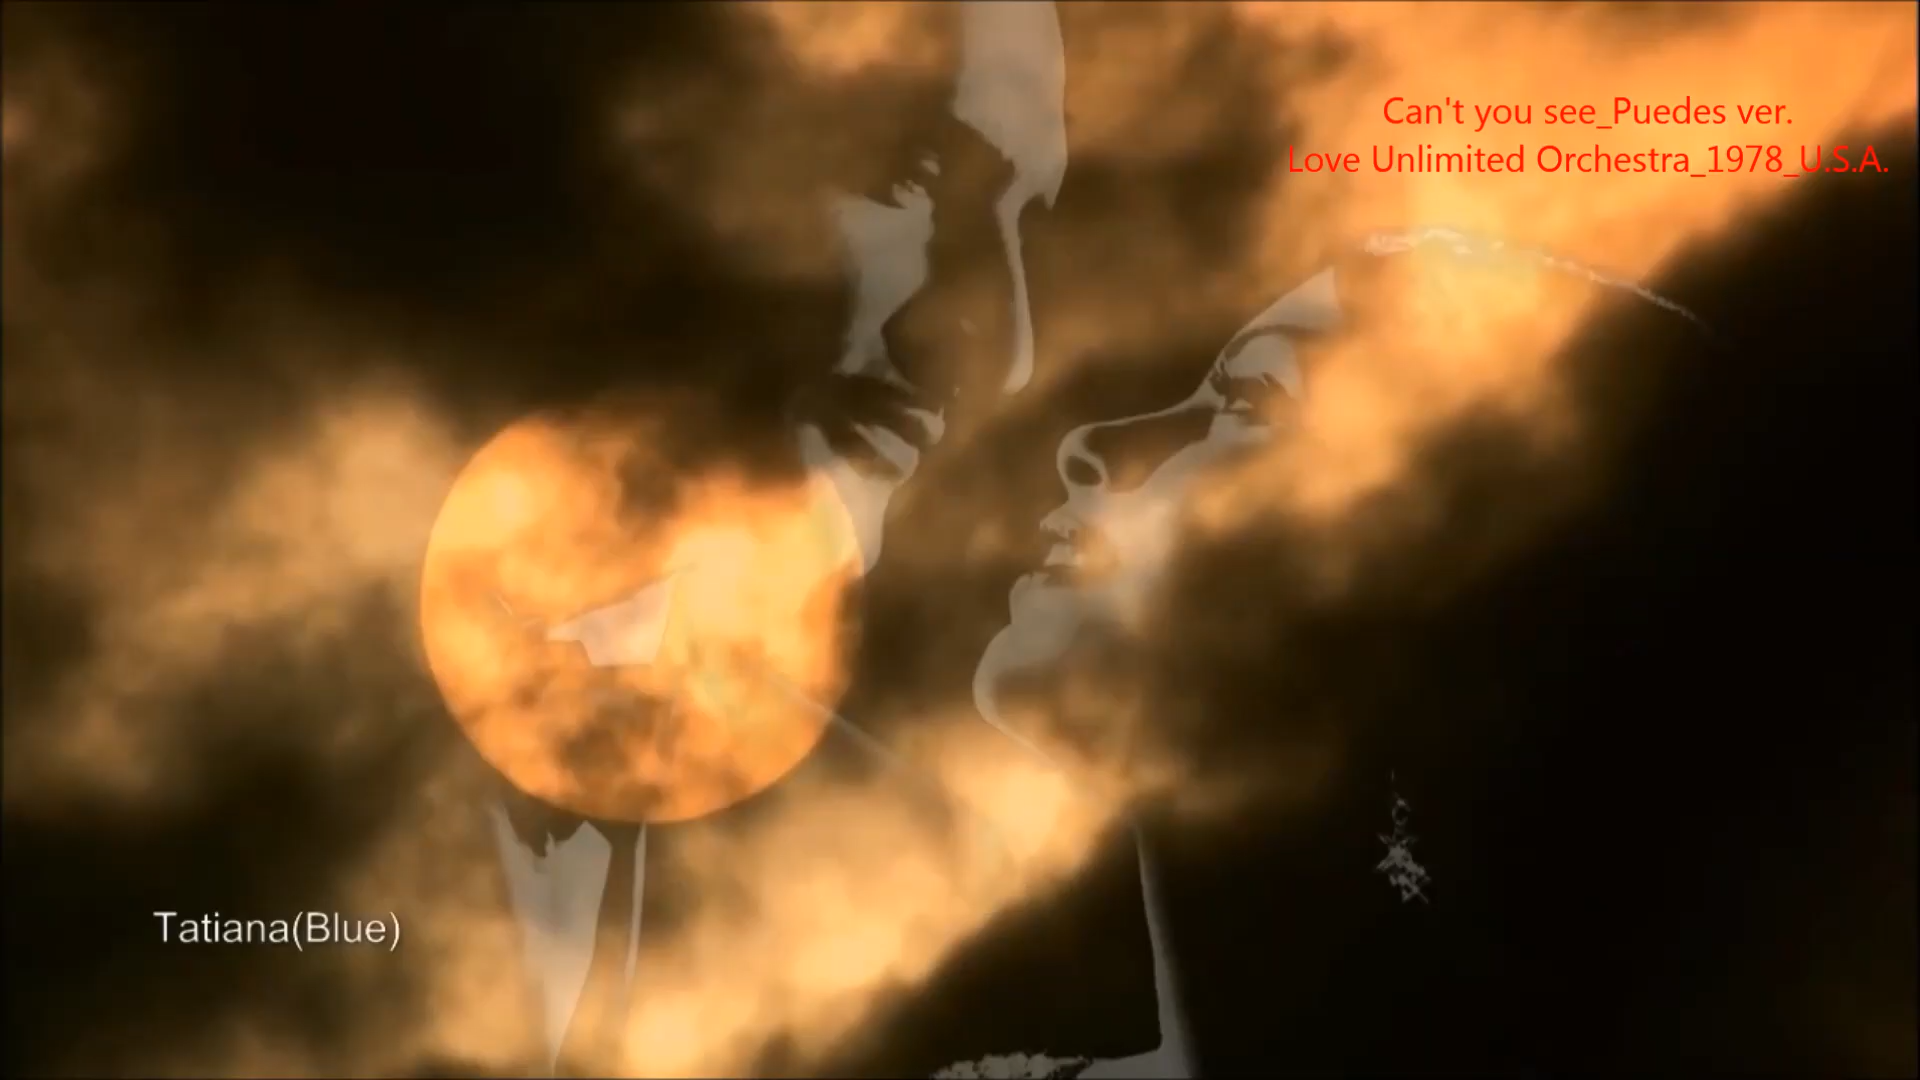 Can't you see_Puedes ver.
Love Unlimited Orchestra_1978_U.S.A.
Tatiana(Blue)